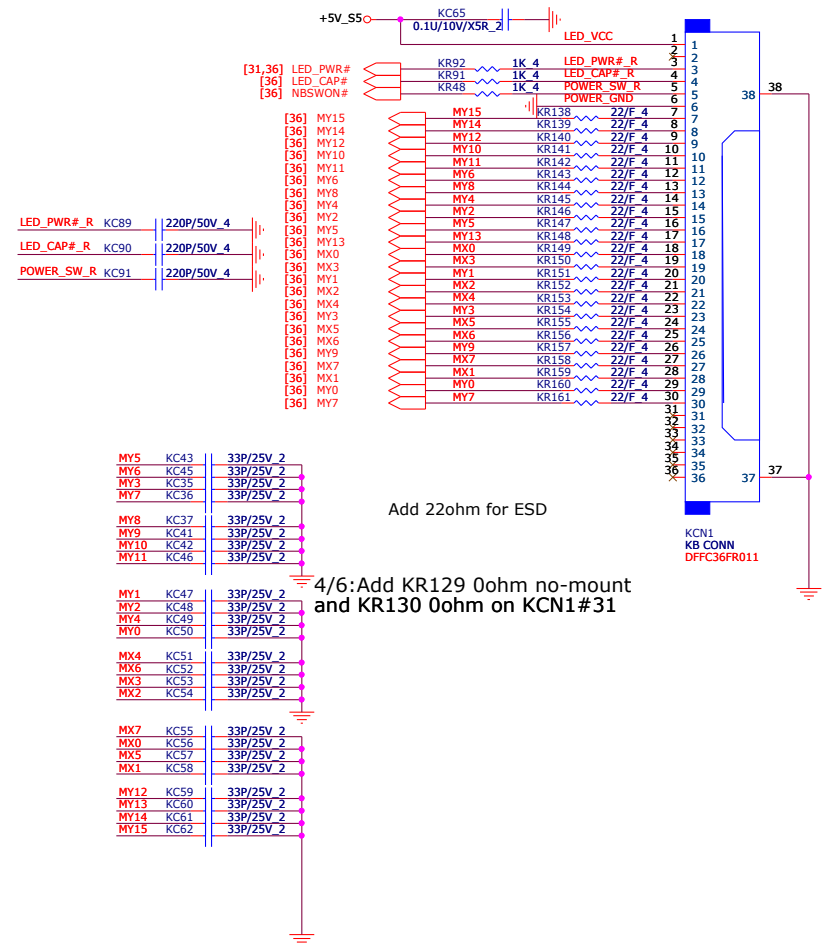 +5V_S5 KC65 0.1U/10V/X5R_2
LED_VCC 1 1
2 2
[31,36] LED_PWR# KR92 1K_4 LED_PWR#_R 3 3
[36] LED_CAP# KR91 1K_4 LED_CAP#_R 4 4
[36] NBSWON# KR48 1K_4 POWER_SW_R 5 5
POWER_GND 6 6
[36] MY15 MY15 KR138 22/F_4 7 7
[36] MY14 MY14 KR139 22/F_4 8 8
[36] MY12 MY12 KR140 22/F_4 9 9
[36] MY10 MY10 KR141 22/F_4 10 10
[36] MY11 MY11 KR142 22/F_4 11 11
[36] MY6 MY6 KR143 22/F_4 12 12
[36] MY8 MY8 KR144 22/F_4 13 13
[36] MY4 MY4 KR145 22/F_4 14 14
[36] MY2 MY2 KR146 22/F_4 15 15
[36] MY5 MY5 KR147 22/F_4 16 16
[36] MY13 MY13 KR148 22/F_4 17 17
[36] MX0 MX0 KR149 22/F_4 18 18
[36] MX3 MX3 KR150 22/F_4 19 19
[36] MY1 MY1 KR151 22/F_4 20 20
[36] MX2 MX2 KR152 22/F_4 21 21
[36] MX4 MX4 KR153 22/F_4 22 22
[36] MY3 MY3 KR154 22/F_4 23 23
[36] MX5 MX5 KR155 22/F_4 24 24
[36] MX6 MX6 KR156 22/F_4 25 25
[36] MY9 MY9 KR157 22/F_4 26 26
[36] MX7 MX7 KR158 22/F_4 27 27
[36] MX1 MX1 KR159 22/F_4 28 28
[36] MY0 MY0 KR160 22/F_4 29 29
[36] MY7 MY7 KR161 22/F_4 30 30
31 31
32 32
33 33
34 34
35 35
36 36
38 38
37 37
KCN1
KB CONN
DFFC36FR011
LED_PWR#_R KC89 220P/50V_4
LED_CAP#_R KC90 220P/50V_4
POWER_SW_R KC91 220P/50V_4
Add 22ohm for ESD
4/6:Add KR129 0ohm no-mount
and KR130 0ohm on KCN1#31
MY5 KC43 33P/25V_2
MY6 KC45 33P/25V_2
MY3 KC35 33P/25V_2
MY7 KC36 33P/25V_2
MY8 KC37 33P/25V_2
MY9 KC41 33P/25V_2
MY10 KC42 33P/25V_2
MY11 KC46 33P/25V_2
MY1 KC47 33P/25V_2
MY2 KC48 33P/25V_2
MY4 KC49 33P/25V_2
MY0 KC50 33P/25V_2
MX4 KC51 33P/25V_2
MX6 KC52 33P/25V_2
MX3 KC53 33P/25V_2
MX2 KC54 33P/25V_2
MX7 KC55 33P/25V_2
MX0 KC56 33P/25V_2
MX5 KC57 33P/25V_2
MX1 KC58 33P/25V_2
MY12 KC59 33P/25V_2
MY13 KC60 33P/25V_2
MY14 KC61 33P/25V_2
MY15 KC62 33P/25V_2